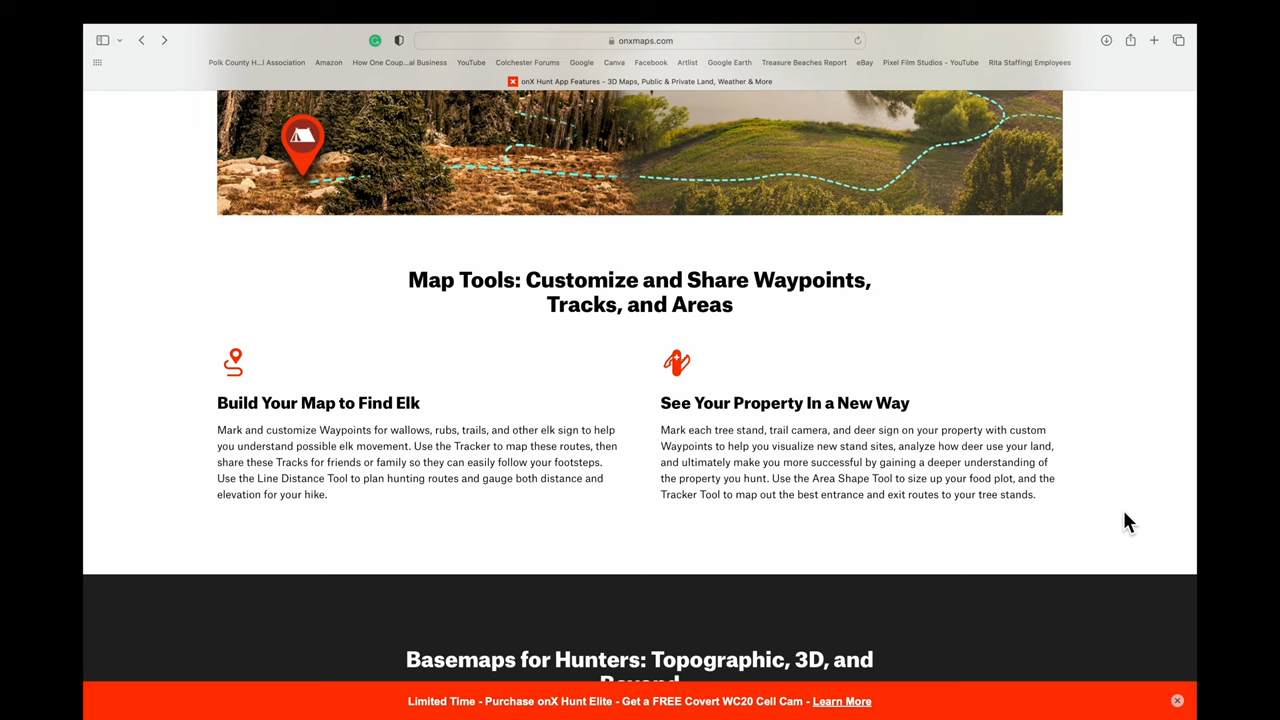 onxmaps.com
Polk County H...l Association Amazon How One Coup...al Business YouTube Colchester Forums Google Canva Facebook Artlist Google Earth Treasure Beaches Report eBay Pixel Film Studios - YouTube Rita Staffing| Employees
onX Hunt App Features - 3D Maps, Public & Private Land, Weather & More
Map Tools: Customize and Share Waypoints,
Tracks, and Areas
Build Your Map to Find Elk
Mark and customize Waypoints for wallows, rubs, trails, and other elk sign to help
you understand possible elk movement. Use the Tracker to map these routes, then
share these Tracks for friends or family so they can easily follow your footsteps.
Use the Line Distance Tool to plan hunting routes and gauge both distance and
elevation for your hike.
See Your Property In a New Way
Mark each tree stand, trail camera, and deer sign on your property with custom
Waypoints to help you visualize new stand sites, analyze how deer use your land,
and ultimately make you more successful by gaining a deeper understanding of
the property you hunt. Use the Area Shape Tool to size up your food plot, and the
Tracker Tool to map out the best entrance and exit routes to your tree stands.
Basemaps for Hunters: Topographic, 3D, and
Beyond
Limited Time - Purchase onX Hunt Elite - Get a FREE Covert WC20 Cell Cam - Learn More